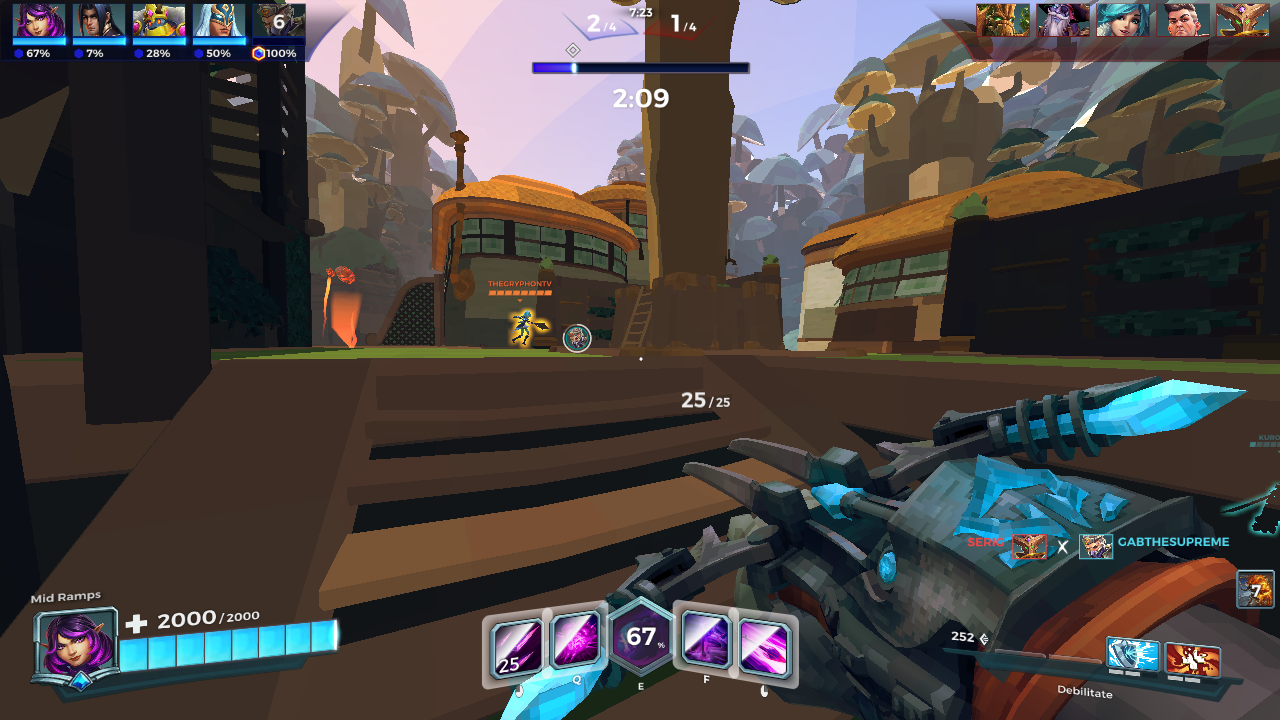 6
67%
7%
28%
50%
100%
2/4
7:23
1/4
2:09
THEGRYPHONTV
25/25
SERIO
X
GABTHESUPREME
7
Mid Ramps
2000/2000
25
67%
Q
E
F
252
Debilitate